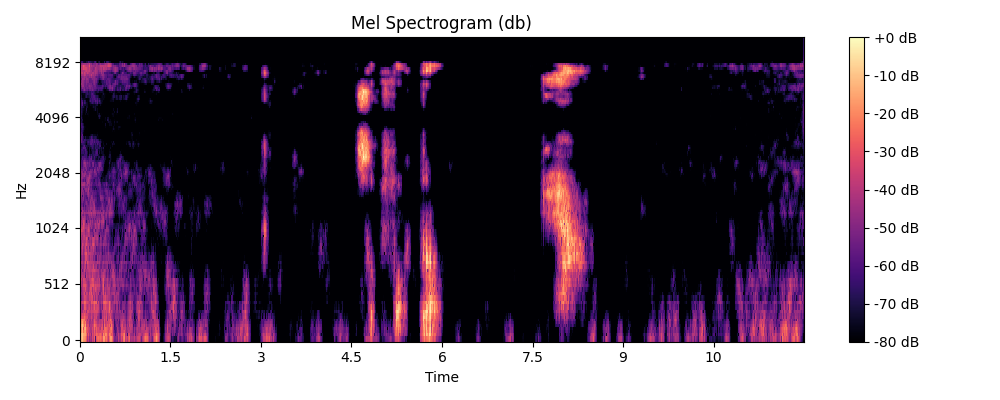 Mel Spectrogram (db)
8192
4096
2048
1024
512
0
Hz
0 1.5 3 4.5 6 7.5 9 10
Time
+0 dB
-10 dB
-20 dB
-30 dB
-40 dB
-50 dB
-60 dB
-70 dB
-80 dB